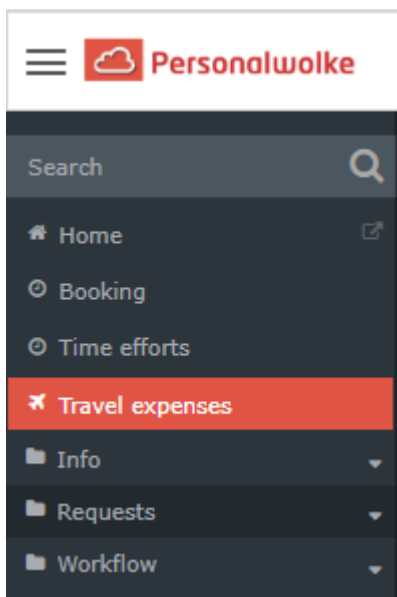 Personalwolke
Search
Home
Booking
Time efforts
Travel expenses
Info
Requests
Workflow